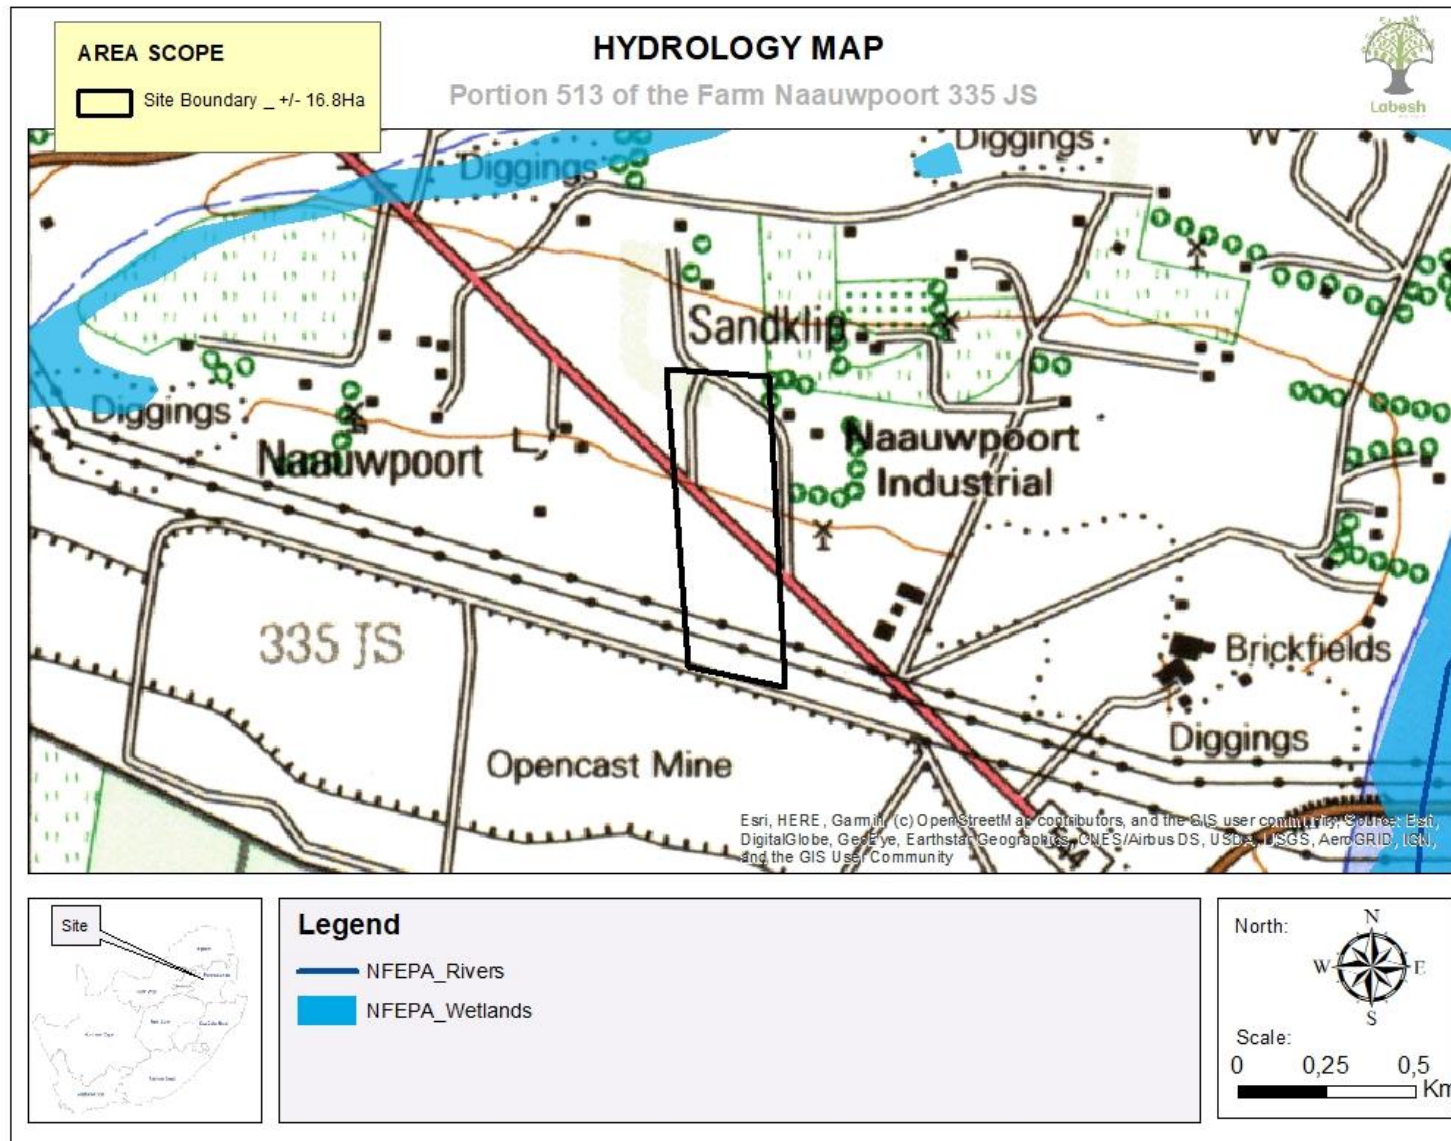 AREA SCOPE
Site Boundary _ +/- 16.8Ha
HYDROLOGY MAP
Portion 513 of the Farm Naauwpoort 335 JS
Labesh
Diggings
Diggings
W
Sandklip
Diggings
Naauwpoort
L
Naauwpoort
Industrial
335 JS
Brickfields
Diggings
Opencast Mine
Esri, HERE, Garmin, (c) OpenStreetMap contributors, and the GIS user community, Source: Esri,
DigitalGlobe, GeoEye, Earthstar Geographics, CNES/Airbus DS, USDA, USGS, AeroGRID, IGN,
and the GIS User Community
Site
Legend
NFEPA_Rivers
NFEPA_Wetlands
North:
N
W
E
S
Scale:
0 0,25 0,5
Km